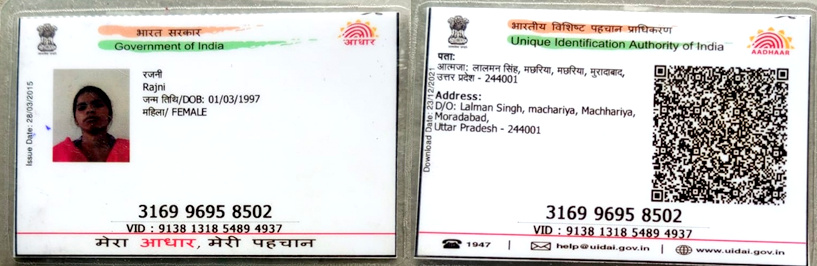 भारत सरकार
Government of India
आधार
Issue Date: 28/03/2015
रजनी
Rajni
जन्म तिथि/DOB: 01/03/1997
महिला/ FEMALE
3169 9695 8502
VID : 9138 1318 5489 4937
मेरा आधार, मेरी पहचान
भारतीय विशिष्ट पहचान प्राधिकरण
Unique Identification Authority of India
AADHAAR
Download Date: 23/12/2021
पता:
आत्मजा: लालमन सिंह, मछरिया, मछरिया, मुरादाबाद,
उत्तर प्रदेश - 244001
Address:
D/O: Lalman Singh, machariya, Machhariya,
Moradabad,
Uttar Pradesh - 244001
3169 9695 8502
VID : 9138 1318 5489 4937
1947 | help@uidai.gov.in | www.uidai.gov.in